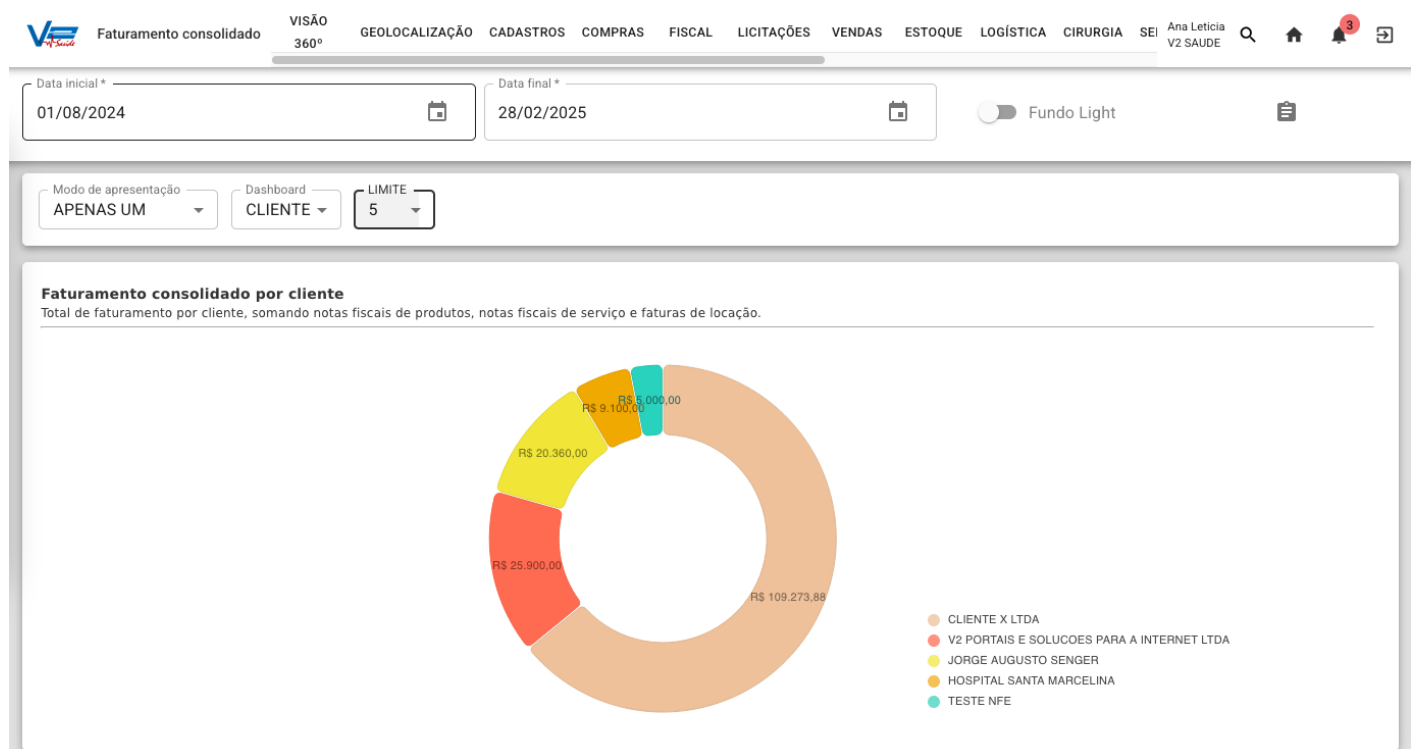 V2 Saúde
Faturamento consolidado
VISÃO
360º
GEOLOCALIZAÇÃO CADASTROS COMPRAS FISCAL LICITAÇÕES VENDAS ESTOQUE LOGÍSTICA CIRURGIA
Ana Leticia
V2 SAUDE
3
Data inicial *
01/08/2024
Data final *
28/02/2025
Fundo Light
Modo de apresentação
APENAS UM
Dashboard
CLIENTE
LIMITE
5
Faturamento consolidado por cliente
Total de faturamento por cliente, somando notas fiscais de produtos, notas fiscais de serviço e faturas de locação.
R$ 5.000,00
R$ 9.100,00
R$ 20.360,00
R$ 25.900,00
R$ 109.273,88
CLIENTE X LTDA
V2 PORTAIS E SOLUCOES PARA A INTERNET LTDA
JORGE AUGUSTO SENGER
HOSPITAL SANTA MARCELINA
TESTE NFE